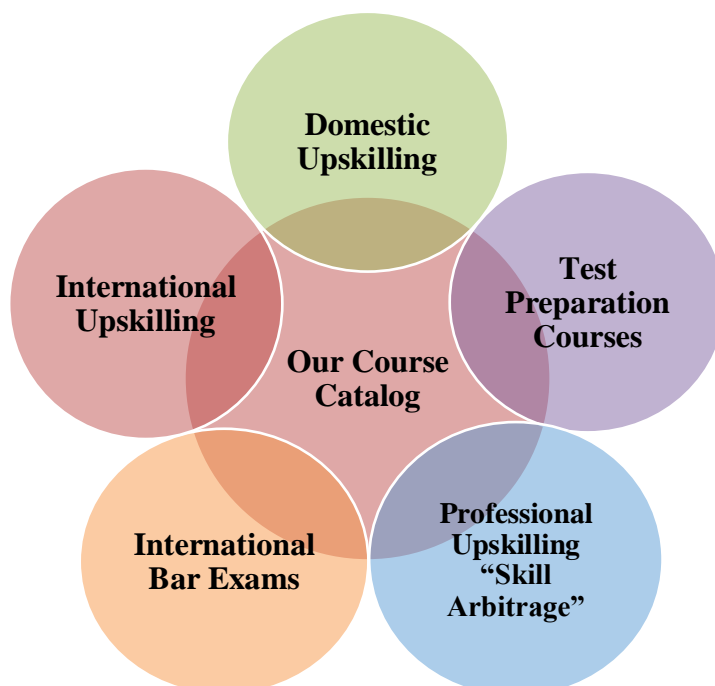 Domestic
Upskilling
International
Upskilling
Test
Preparation
Courses
Our Course
Catalog
International
Bar Exams
Professional
Upskilling
“Skill
Arbitrage”